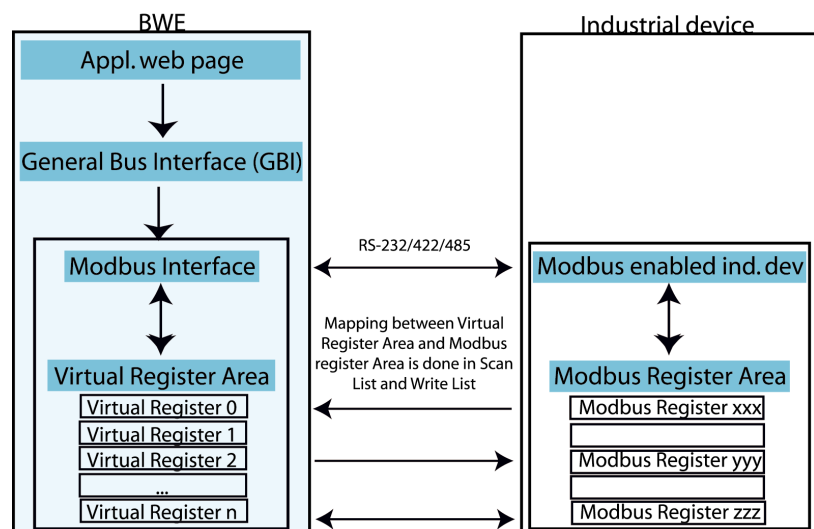 BWE
Appl. web page
General Bus Interface (GBI)
Modbus Interface
Virtual Register Area
Virtual Register 0
Virtual Register 1
Virtual Register 2
...
Virtual Register n
RS-232/422/485
Mapping between Virtual
Register Area and Modbus
register Area is done in Scan
List and Write List
Industrial device
Modbus enabled ind. dev
Modbus Register Area
Modbus Register xxx
Modbus Register yyy
Modbus Register zzz